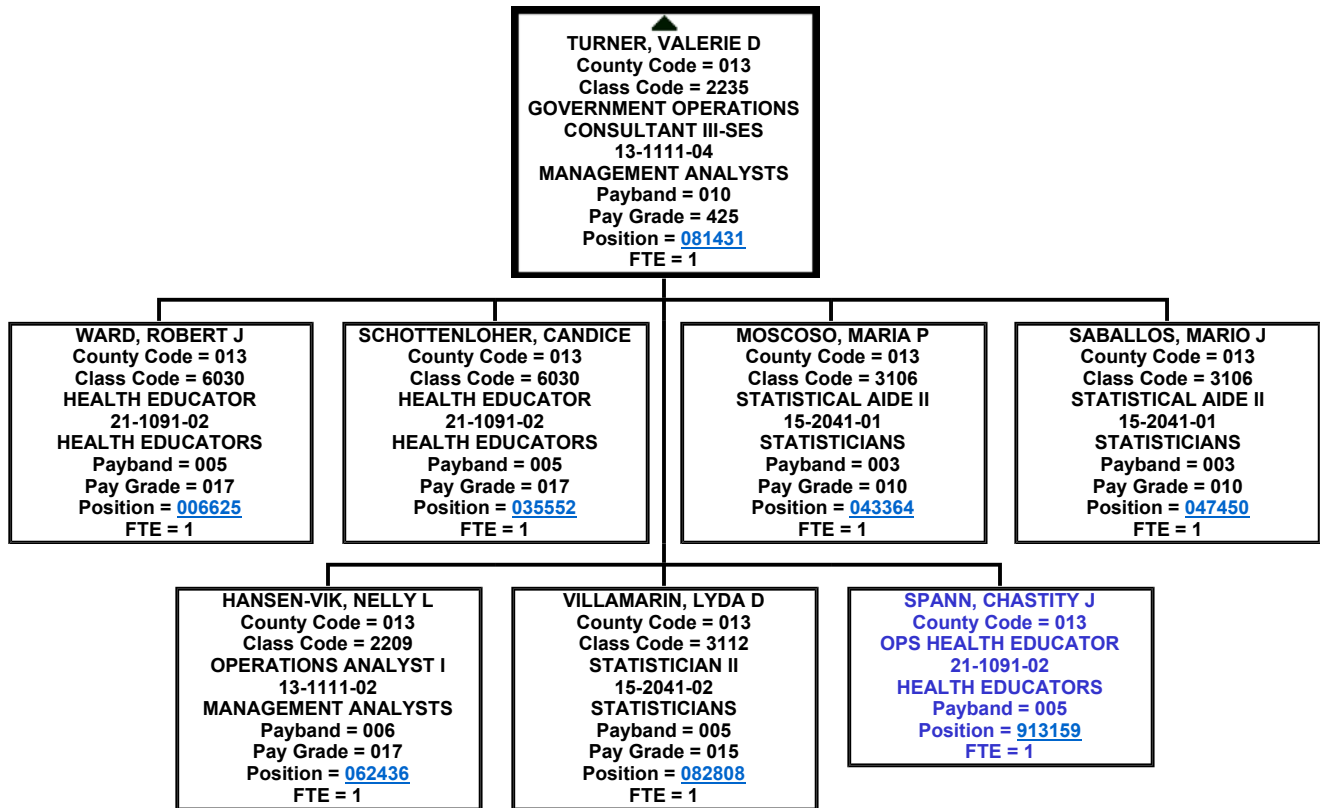 TURNER, VALERIE D
County Code = 013
Class Code = 2235
GOVERNMENT OPERATIONS
CONSULTANT III-SES
13-1111-04
MANAGEMENT ANALYSTS
Payband = 010
Pay Grade = 425
Position = 081431
FTE = 1
WARD, ROBERT J
County Code = 013
Class Code = 6030
HEALTH EDUCATOR
21-1091-02
HEALTH EDUCATORS
Payband = 005
Pay Grade = 017
Position = 006625
FTE = 1
SCHOTTENLOHER, CANDICE
County Code = 013
Class Code = 6030
HEALTH EDUCATOR
21-1091-02
HEALTH EDUCATORS
Payband = 005
Pay Grade = 017
Position = 035552
FTE = 1
MOSCOSO, MARIA P
County Code = 013
Class Code = 3106
STATISTICAL AIDE II
15-2041-01
STATISTICIANS
Payband = 003
Pay Grade = 010
Position = 043364
FTE = 1
SABALLOS, MARIO J
County Code = 013
Class Code = 3106
STATISTICAL AIDE II
15-2041-01
STATISTICIANS
Payband = 003
Pay Grade = 010
Position = 047450
FTE = 1
HANSEN-VIK, NELLY L
County Code = 013
Class Code = 2209
OPERATIONS ANALYST I
13-1111-02
MANAGEMENT ANALYSTS
Payband = 006
Pay Grade = 017
Position = 062436
FTE = 1
VILLAMARIN, LYDA D
County Code = 013
Class Code = 3112
STATISTICIAN II
15-2041-02
STATISTICIANS
Payband = 005
Pay Grade = 015
Position = 082808
FTE = 1
SPANN, CHASTITY J
County Code = 013
OPS HEALTH EDUCATOR
21-1091-02
HEALTH EDUCATORS
Payband = 005
Position = 913159
FTE = 1